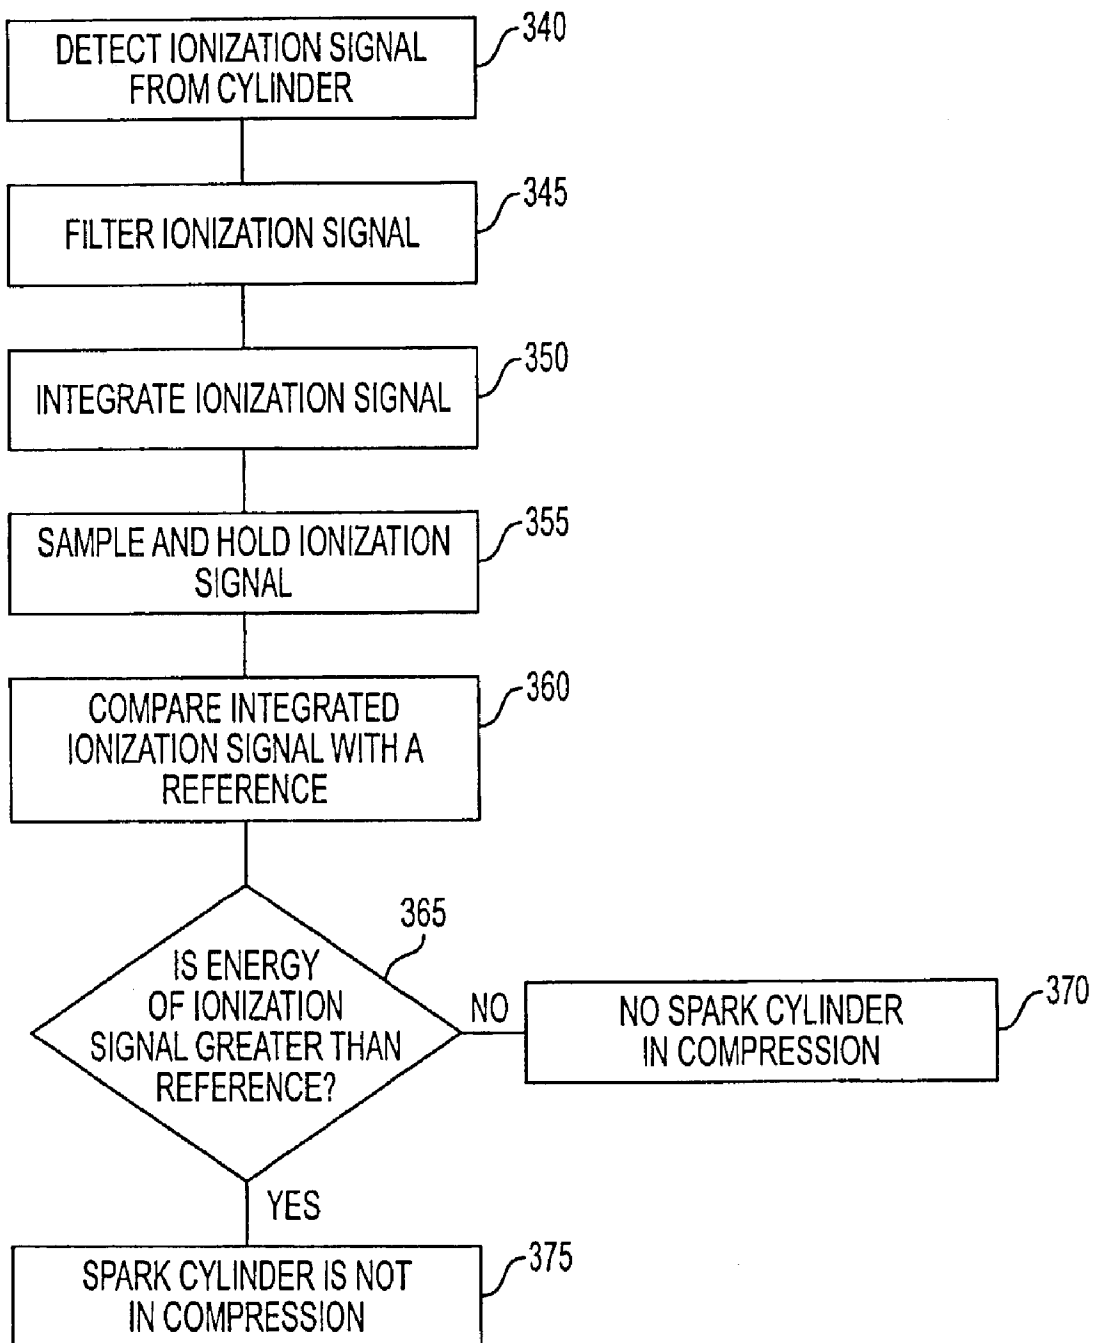 DETECT IONIZATION SIGNAL
FROM CYLINDER
340
FILTER IONIZATION SIGNAL
345
INTEGRATE IONIZATION SIGNAL
350
SAMPLE AND HOLD IONIZATION
SIGNAL
355
COMPARE INTEGRATED
IONIZATION SIGNAL WITH A
REFERENCE
360
IS ENERGY
OF IONIZATION
SIGNAL GREATER THAN
REFERENCE?
365
NO
NO SPARK CYLINDER
IN COMPRESSION
370
YES
SPARK CYLINDER IS NOT
IN COMPRESSION
375